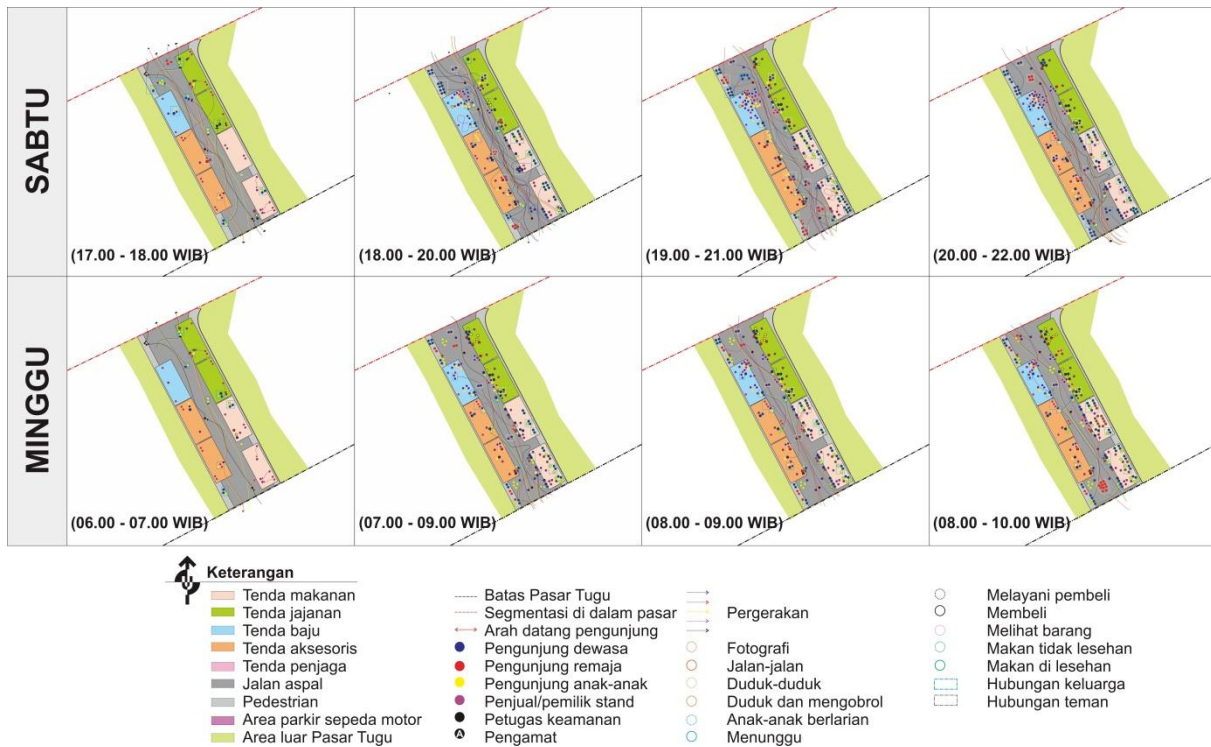 SABTU
(17.00 - 18.00 WIB)
(18.00 - 20.00 WIB)
(19.00 - 21.00 WIB)
(20.00 - 22.00 WIB)
MINGGU
(06.00 - 07.00 WIB)
(07.00 - 09.00 WIB)
(08.00 - 09.00 WIB)
(08.00 - 10.00 WIB)
Keterangan
Tenda makanan
Tenda jajanan
Tenda baju
Tenda aksesoris
Tenda penjaga
Jalan aspal
Pedestrian
Area parkir sepeda motor
Area luar Pasar Tugu
Batas Pasar Tugu
Segmentasi di dalam pasar
Arah datang pengunjung
Pengunjung dewasa
Pengunjung remaja
Pengunjung anak-anak
Penjual/pemilik stand
Petugas keamanan
A Pengamat
Pergerakan
Fotografi
Jalan-jalan
Duduk-duduk
Duduk dan mengobrol
Anak-anak berlarian
Menunggu
Melayani pembeli
Membeli
Melihat barang
Makan tidak lesehan
Makan di lesehan
Hubungan keluarga
Hubungan teman